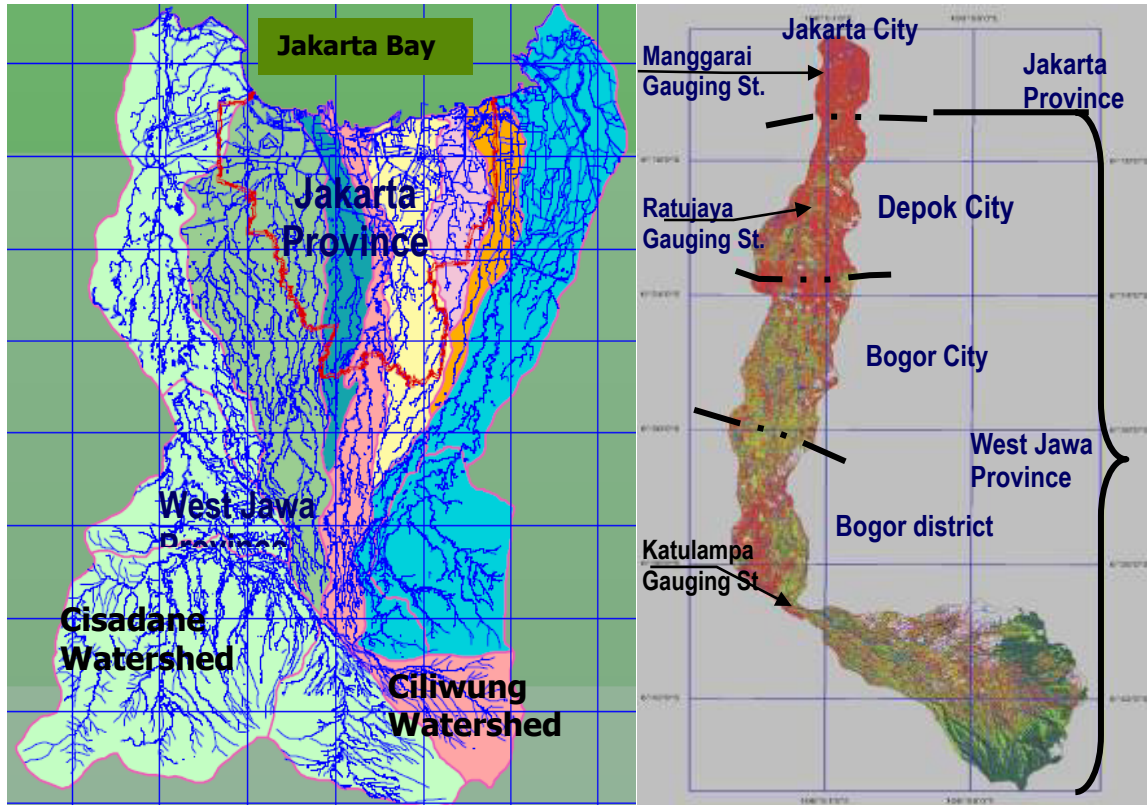 Jakarta Bay
Jakarta
Province
West Jawa
Province
Cisadane
Watershed
Ciliwung
Watershed
Jakarta City
Manggarai
Gauging St.
Jakarta
Province
Ratujaya
Gauging St.
Depok City
Bogor City
West Jawa
Province
Bogor district
Katulampa
Gauging St